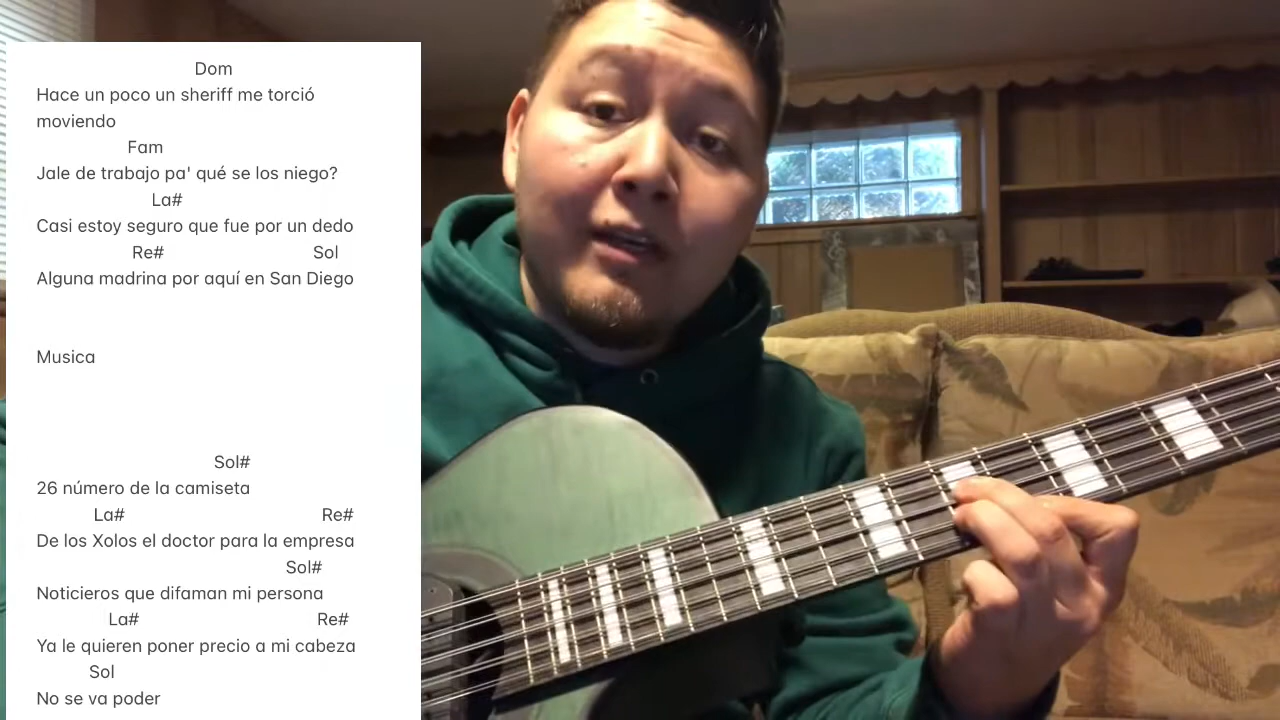 Dom
Hace un poco un sheriff me torció
moviendo
Fam
Jale de trabajo pa' qué se los niego?
La#
Casi estoy seguro que fue por un dedo
Re# Sol
Alguna madrina por aquí en San Diego
Musica
Sol#
26 número de la camiseta
La# Re#
De los Xolos el doctor para la empresa
Sol#
Noticieros que difaman mi persona
La# Re#
Ya le quieren poner precio a mi cabeza
Sol
No se va poder